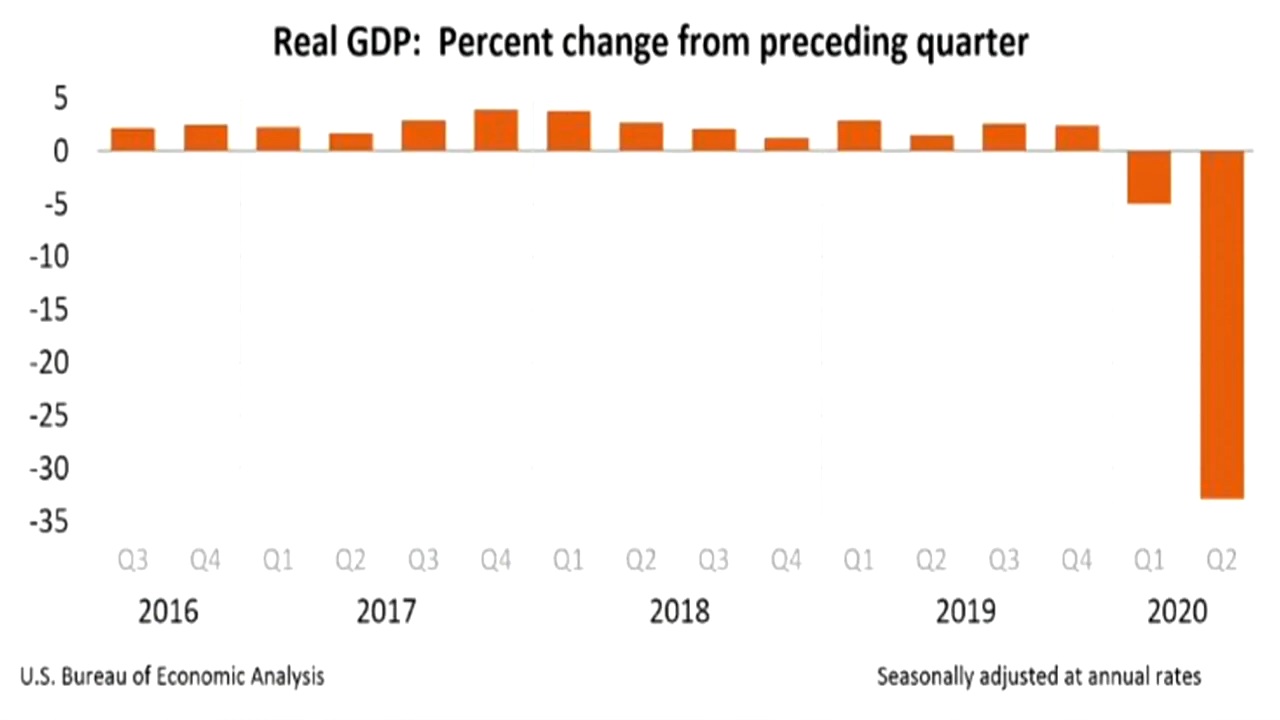 Real GDP: Percent change from preceding quarter
5
0
-5
-10
-15
-20
-25
-30
-35
Q3 Q4 Q1 Q2 Q3 Q4 Q1 Q2 Q3 Q4 Q1 Q2 Q3 Q4 Q1 Q2
2016 2017 2018 2019 2020
U.S. Bureau of Economic Analysis Seasonally adjusted at annual rates